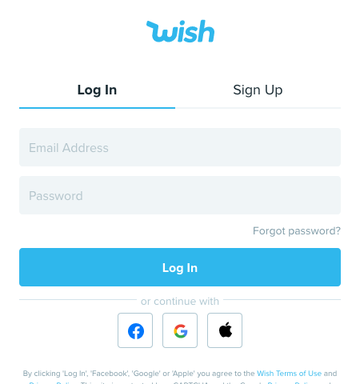 wish
Log In Sign Up
Email Address
Password
Forgot password?
Log In
or continue with
By clicking 'Log In', 'Facebook', 'Google' or 'Apple' you agree to the Wish Terms of Use and